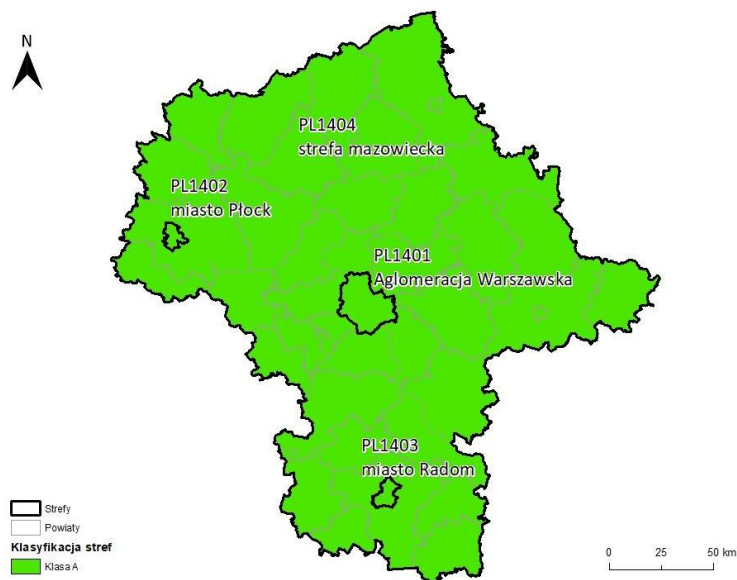 N
PL1404
strefa mazowiecka
PL1402
miasto Płock
PL1401
Aglomeracja Warszawska
PL1403
miasto Radom
Strefy
Powiaty
Klasyfikacja stref
Klasa A
0 25 50 km